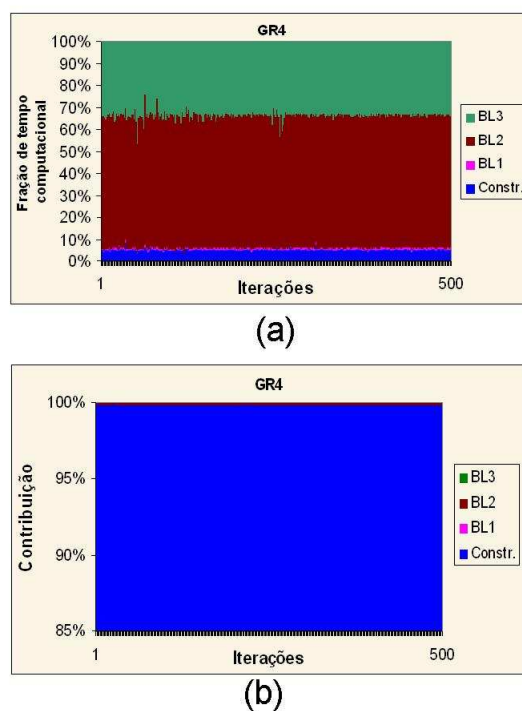 GR4
100%
90%
80%
70%
60%
50%
40%
30%
20%
10%
0%
Fração de tempo
computacional
1
500
Iterações
BL3
BL2
BL1
Constr.
(a)
GR4
100%
95%
90%
85%
Contribuição
1
500
Iterações
BL3
BL2
BL1
Constr.
(b)